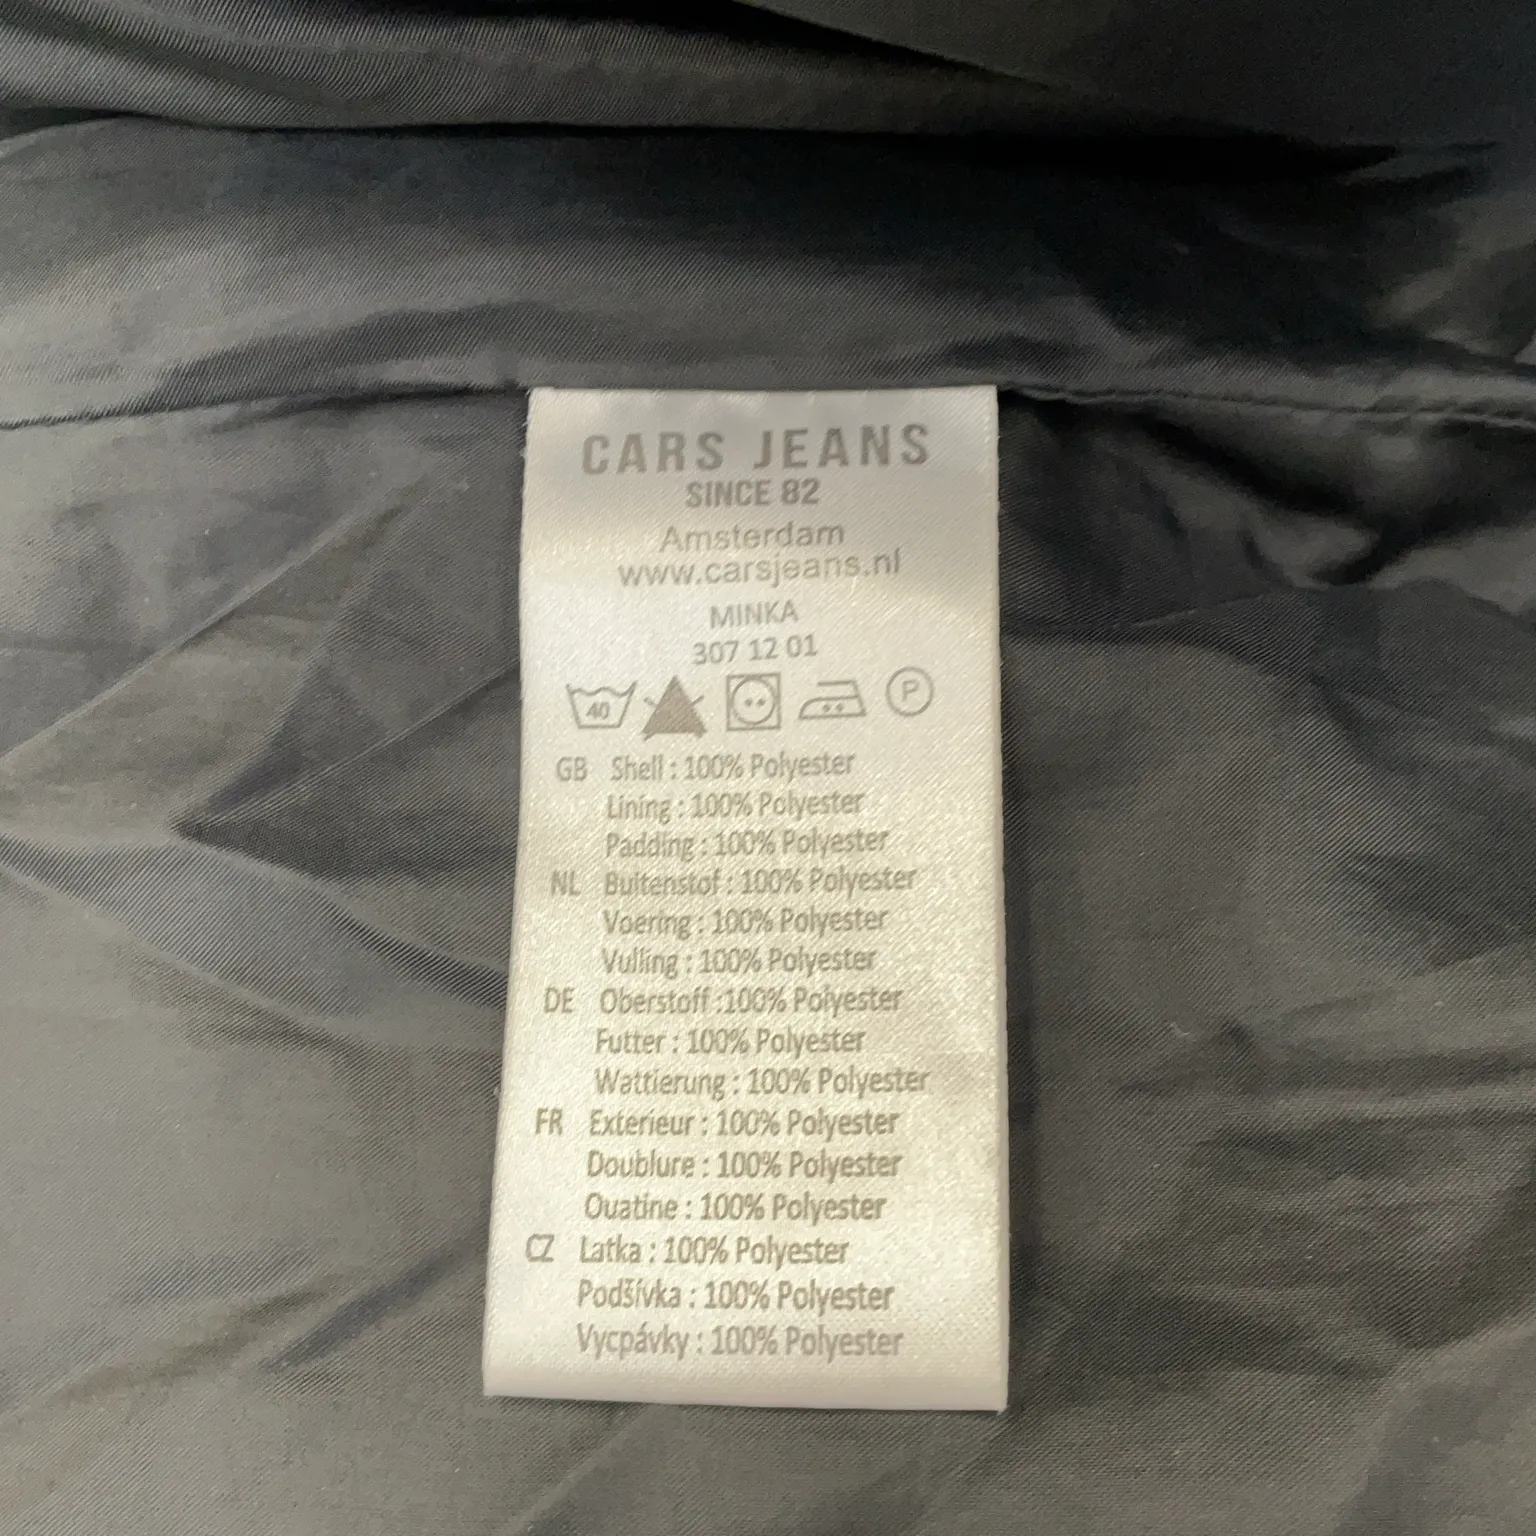 CARS JEANS
SINCE 82
Amsterdam
www.carsjeans.nl
MINKA
307 12 01
40 P
GB Shell : 100% Polyester
Lining : 100% Polyester
Padding : 100% Polyester
NL Buitenstof : 100% Polyester
Voering : 100% Polyester
Vulling : 100% Polyester
DE Oberstoff :100% Polyester
Futter : 100% Polyester
Wattierung : 100% Polyester
FR Exterieur : 100% Polyester
Doublure : 100% Polyester
Ouatine : 100% Polyester
CZ Latka : 100% Polyester
Podšívka : 100% Polyester
Vycpávky : 100% Polyester